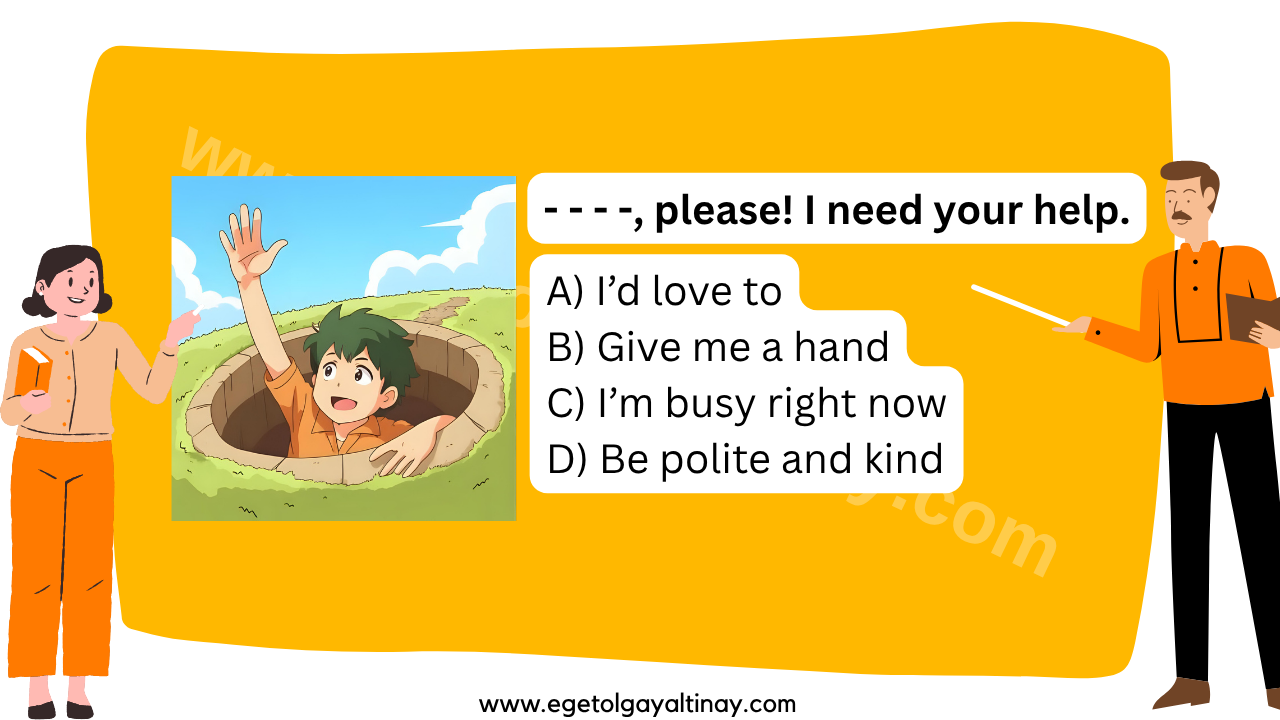 - - - -, please! I need your help.
A) I’d love to
B) Give me a hand
C) I’m busy right now
D) Be polite and kind
www.egetolgayaltinay.com